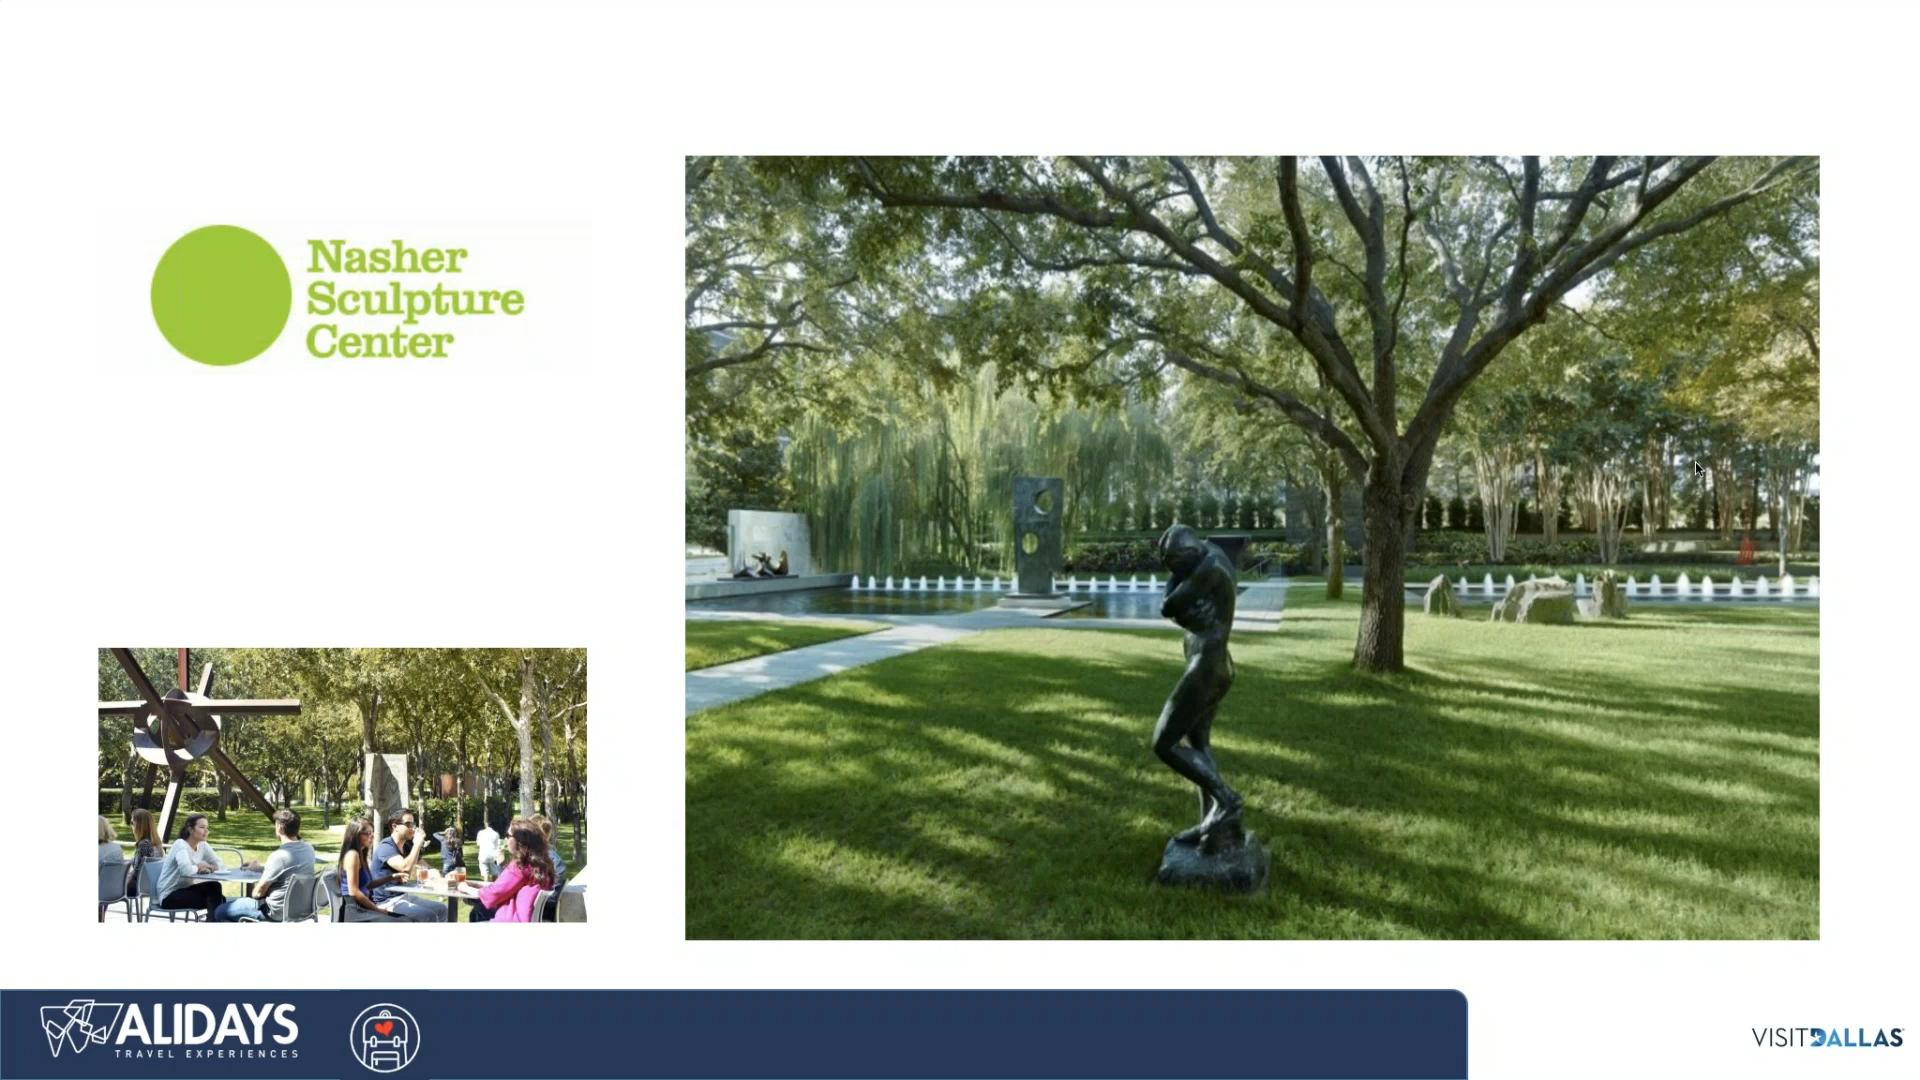 Nasher
Sculpture
Center
ALIDAYS
TRAVEL EXPERIENCES
VISITDALLAS